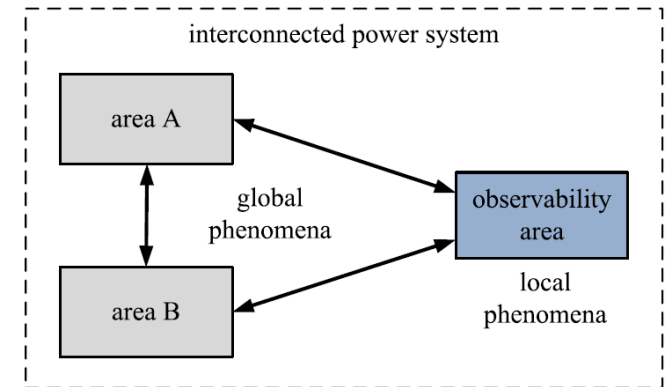 interconnected power system
area A
global
phenomena
observability
area
area B
local
phenomena